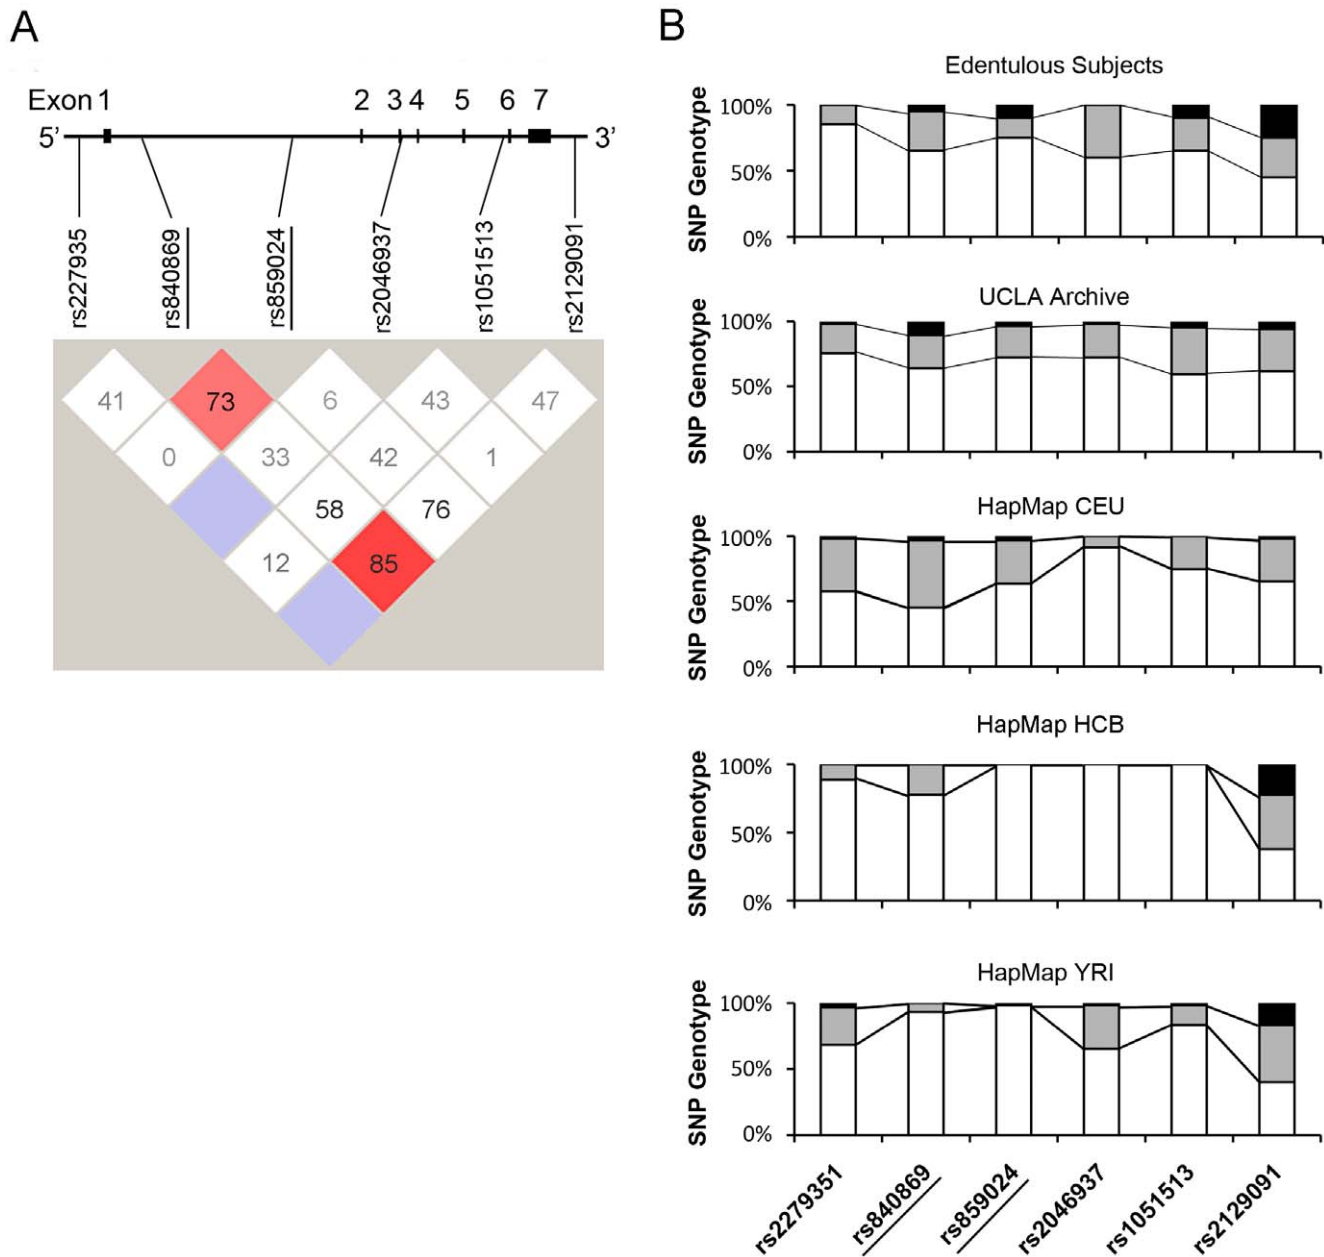 A
Exon 1 2 3 4 5 6 7
5’ 3’
rs227935
rs840869
rs859024
rs2046937
rs1051513
rs2129091
41 73 6 43 47
0 33 42 1
58 76
12 85
B
Edentulous Subjects
SNP Genotype
100%
50%
0%
UCLA Archive
SNP Genotype
100%
50%
0%
HapMap CEU
SNP Genotype
100%
50%
0%
HapMap HCB
SNP Genotype
100%
50%
0%
HapMap YRI
SNP Genotype
100%
50%
0%
rs2279351
rs840869
rs859024
rs2046937
rs1051513
rs2129091